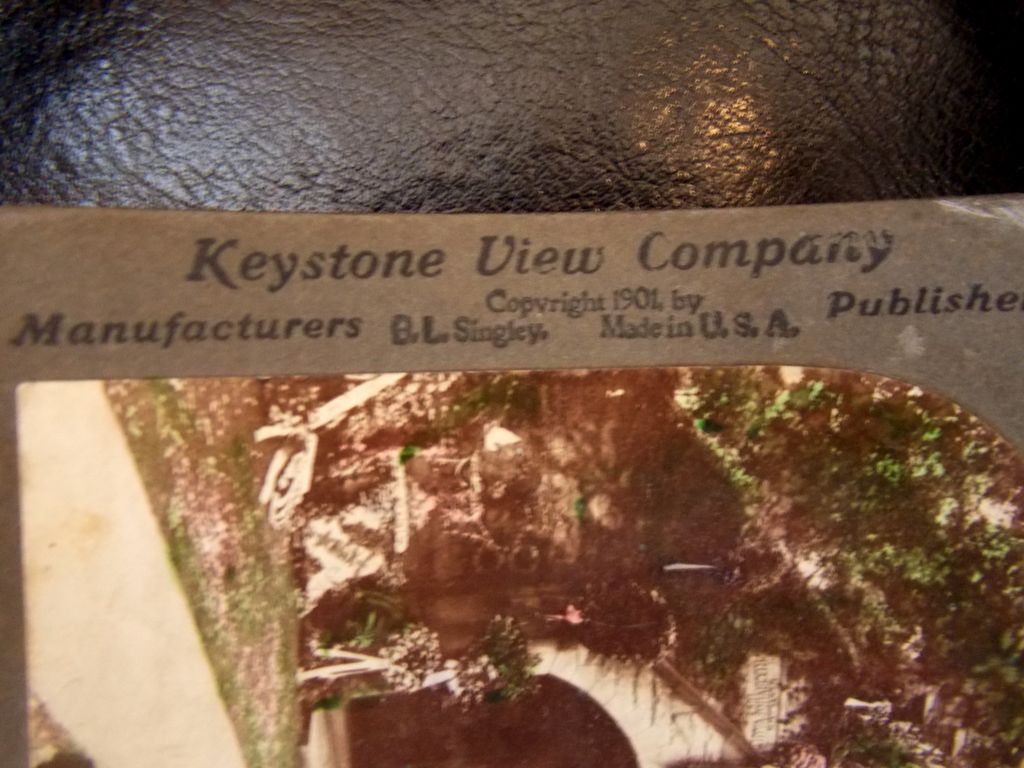 Keystone View Company
Copyright 1901, by
Manufacturers B. L. Singley. Made in U. S. A. Publishe